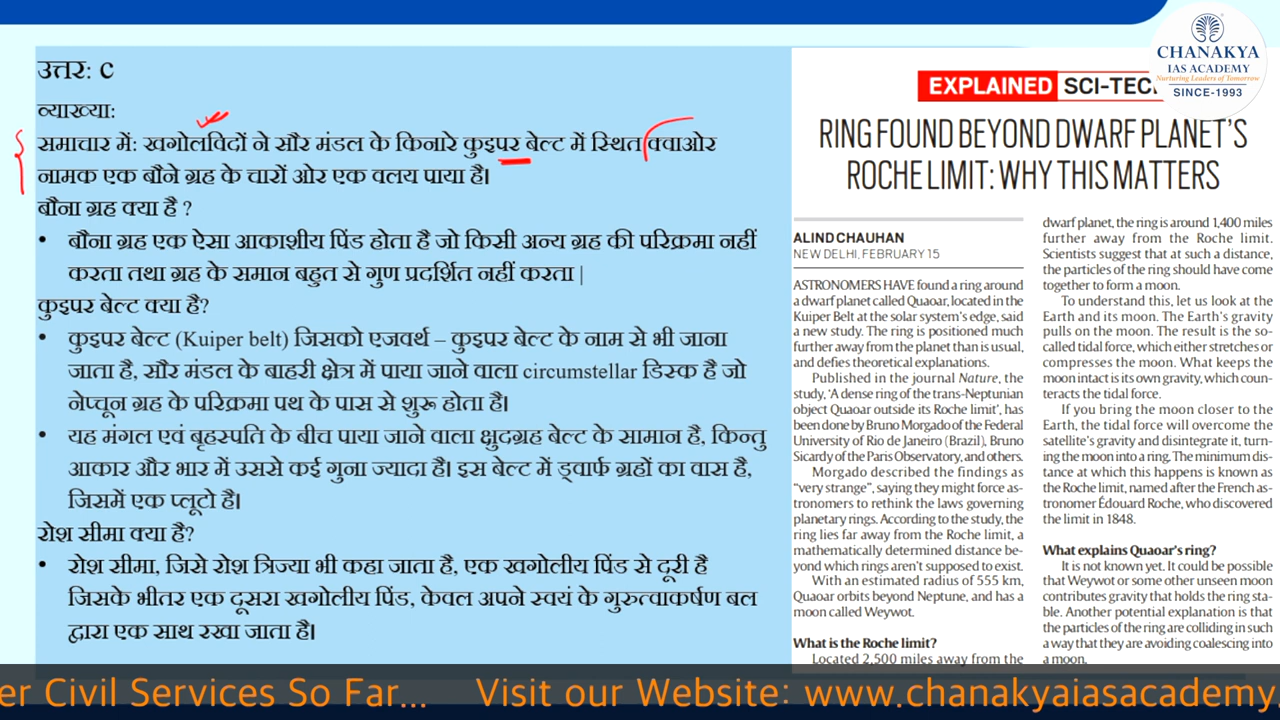 CHANAKYA
IAS ACADEMY
Nurturing Leaders of Tomorrow
SINCE-1993
उत्तर: C
व्याख्या:
समाचार में: खगोलविदों ने सौर मंडल के किनारे कुइपर बेल्ट में स्थित क्वाओर
नामक एक बौने ग्रह के चारों ओर एक वलय पाया है।
बौना ग्रह क्या है ?
• बौना ग्रह एक ऐसा आकाशीय पिंड होता है जो किसी अन्य ग्रह की परिक्रमा नहीं
करता तथा ग्रह के समान बहुत से गुण प्रदर्शित नहीं करता |
कुइपर बेल्ट क्या है?
• कुइपर बेल्ट (Kuiper belt) जिसको एजवर्थ – कुइपर बेल्ट के नाम से भी जाना
जाता है, सौर मंडल के बाहरी क्षेत्र में पाया जाने वाला circumstellar डिस्क है जो
नेप्चून ग्रह के परिक्रमा पथ के पास से शुरू होता है।
• यह मंगल एवं बृहस्पति के बीच पाया जाने वाला क्षुदग्रह बेल्ट के सामान है, किन्तु
आकार और भार में उससे कई गुना ज्यादा है। इस बेल्ट में ड्वार्फ ग्रहों का वास है,
जिसमें एक प्लूटो है।
रोश सीमा क्या है?
• रोश सीमा, जिसे रोश त्रिज्या भी कहा जाता है, एक खगोलीय पिंड से दूरी है
जिसके भीतर एक दूसरा खगोलीय पिंड, केवल अपने स्वयं के गुरुत्वाकर्षण बल
द्वारा एक साथ रखा जाता है।
EXPLAINED SCI-TEC
RING FOUND BEYOND DWARF PLANET'S
ROCHE LIMIT: WHY THIS MATTERS
ALIND CHAUHAN
NEW DELHI, FEBRUARY 15
ASTRONOMERS HAVE found a ring around
a dwarf planet called Quaoar, located in the
Kuiper Belt at the solar system's edge, said
a new study. The ring is positioned much
further away from the planet than is usual,
and defies theoretical explanations.
Published in the journal Nature, the
study, 'A dense ring of the trans-Neptunian
object Quaoar outside its Roche limit', has
been done by Bruno Morgado of the Federal
University of Rio de Janeiro (Brazil), Bruno
Sicardy of the Paris Observatory, and others.
Morgado described the findings as
"very strange", saying they might force as-
tronomers to rethink the laws governing
planetary rings. According to the study, the
ring lies far away from the Roche limit, a
mathematically determined distance be-
yond which rings aren't supposed to exist.
With an estimated radius of 555 km,
Quaoar orbits beyond Neptune, and has a
moon called Weywot.
What is the Roche limit?
Located 2,500 miles away from the
dwarf planet, the ring is around 1,400 miles
further away from the Roche limit.
Scientists suggest that at such a distance,
the particles of the ring should have come
together to form a moon.
To understand this, let us look at the
Earth and its moon. The Earth's gravity
pulls on the moon. The result is the so-
called tidal force, which either stretches or
compresses the moon. What keeps the
moon intact is its own gravity, which coun-
teracts the tidal force.
If you bring the moon closer to the
Earth, the tidal force will overcome the
satellite's gravity and disintegrate it, turn-
ing the moon into a ring. The minimum dis-
tance at which this happens is known as
the Roche limit, named after the French as-
tronomer Édouard Roche, who discovered
the limit in 1848.
What explains Quaoar's ring?
It is not known yet. It could be possible
that Weywot or some other unseen moon
contributes gravity that holds the ring sta-
ble. Another potential explanation is that
the particles of the ring are colliding in such
a way that they are avoiding coalescing into
a moon.
er Civil Services So Far... Visit our Website: www.chanakyaiasacademy.